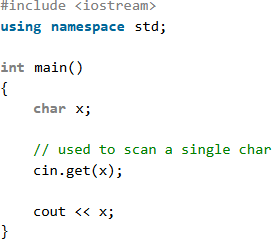 #include <iostream>
using namespace std;
int main()
{
char x;
// used to scan a single char
cin.get(x);
cout << x;
}